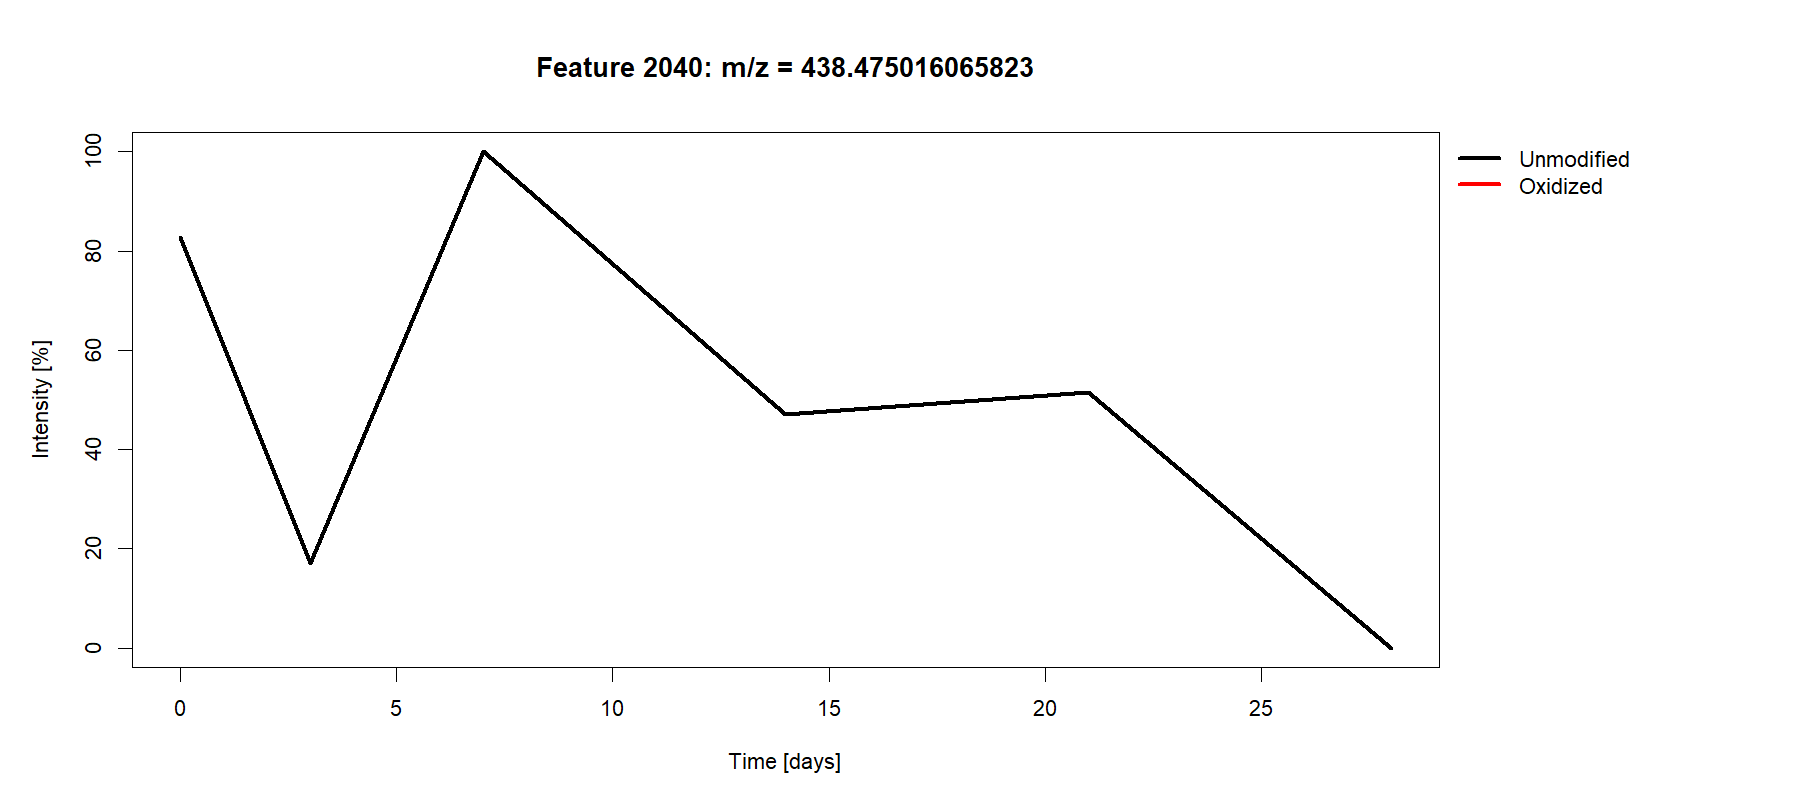 Feature 2040: m/z = 438.475016065823
Unmodified
Oxidized
Intensity [%]
100
80
60
40
20
0
0 5 10 15 20 25
Time [days]